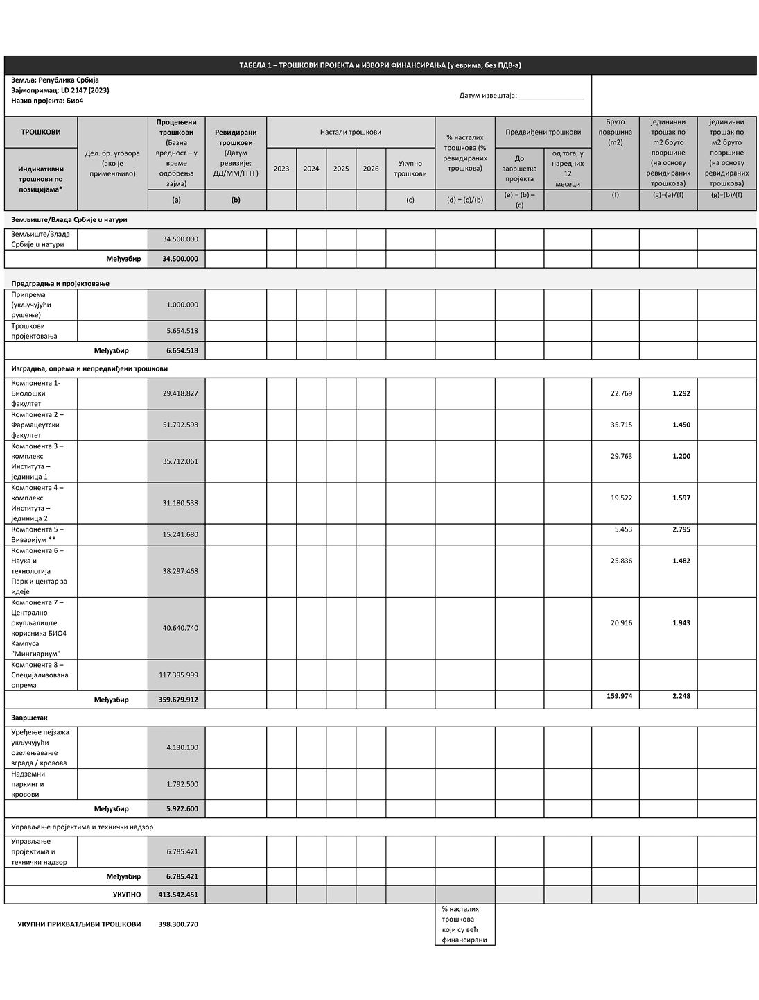 ТАБЕЛА 1 – ТРОШКОВИ ПРОЈЕКТА и ИЗВОРИ ФИНАНСИРАЊА (у еврима, без ПДВ-а)
Земља: Република Србија
Зајмопримац: LD 2147 (2023)
Назив пројекта: Био4
Датум извештаја: _________________
ТРОШКОВИ
Индикативни
трошкови по
позицијама*
Дел. бр. уговора
(ако је
применљиво)
Процењени
трошкови
(Базна
вредност – у
време
одобрења
зајма)
(a)
Ревидирани
трошкови
(Датум
ревизије:
ДД/ММ/ГГГГ)
(b)
Настали трошкови
2023
2024
2025
2026
Укупно
трошкови
(c)
% насталих
трошкова (%
ревидираних
трошкова)
(d) = (c)/(b)
Предвиђени трошкови
До
завршетка
пројекта
(e) = (b) –
(c)
од тога, у
наредних
12
месеци
Бруто
површина
(m2)
(f)
јединични
трошак по
m2 бруто
површине
(на основу
ревидираних
трошкова)
(g)=(a)/(f)
јединични
трошак по
м2 бруто
површине
(на основу
ревидираних
трошкова)
(g)=(b)/(f)
Земљиште/Влада Србије и натури
Земљиште/Влада
Србије и натури
34.500.000
Међузбир 34.500.000
Предградња и пројектовање
Припрема
(укључујући
рушење)
1.000.000
Трошкови
пројектовања
5.654.518
Међузбир 6.654.518
Изградња, опрема и непредвиђени трошкови
Компонента 1-
Биолошки
факултет
29.418.827 22.769 1.292
Компонента 2 –
Фармацеутски
факултет
51.792.598 35.715 1.450
Компонента 3 –
комплекс
Института –
јединица 1
35.712.061 29.763 1.200
Компонента 4 –
комплекс
Института –
јединица 2
31.180.538 19.522 1.597
Компонента 5 –
Виваријум **
15.241.680 5.453 2.795
Компонента 6 –
Наука и
технологија
Парк и центар за
идеје
38.297.468 25.836 1.482
Компонента 7 –
Централно
окупљалиште
корисника БИО4
Кампуса
"Мингиариум"
40.640.740 20.916 1.943
Компонента 8 –
Специјализована
опрема
117.395.999
Међузбир 359.679.912 159.974 2.248
Завршетак
Уређење пејзажа
укључујући
озелењавање
зграда / кровова
4.130.100
Надземни
паркинг и
кровови
1.792.500
Међузбир 5.922.600
Управљање пројектима и технички надзор
Управљање
пројектима и
технички надзор
6.785.421
Међузбир 6.785.421
УКУПНО 413.542.451
УКУПНИ ПРИХВАТЉИВИ ТРОШКОВИ 398.300.770
% насталих
трошкова
који су већ
финансирани